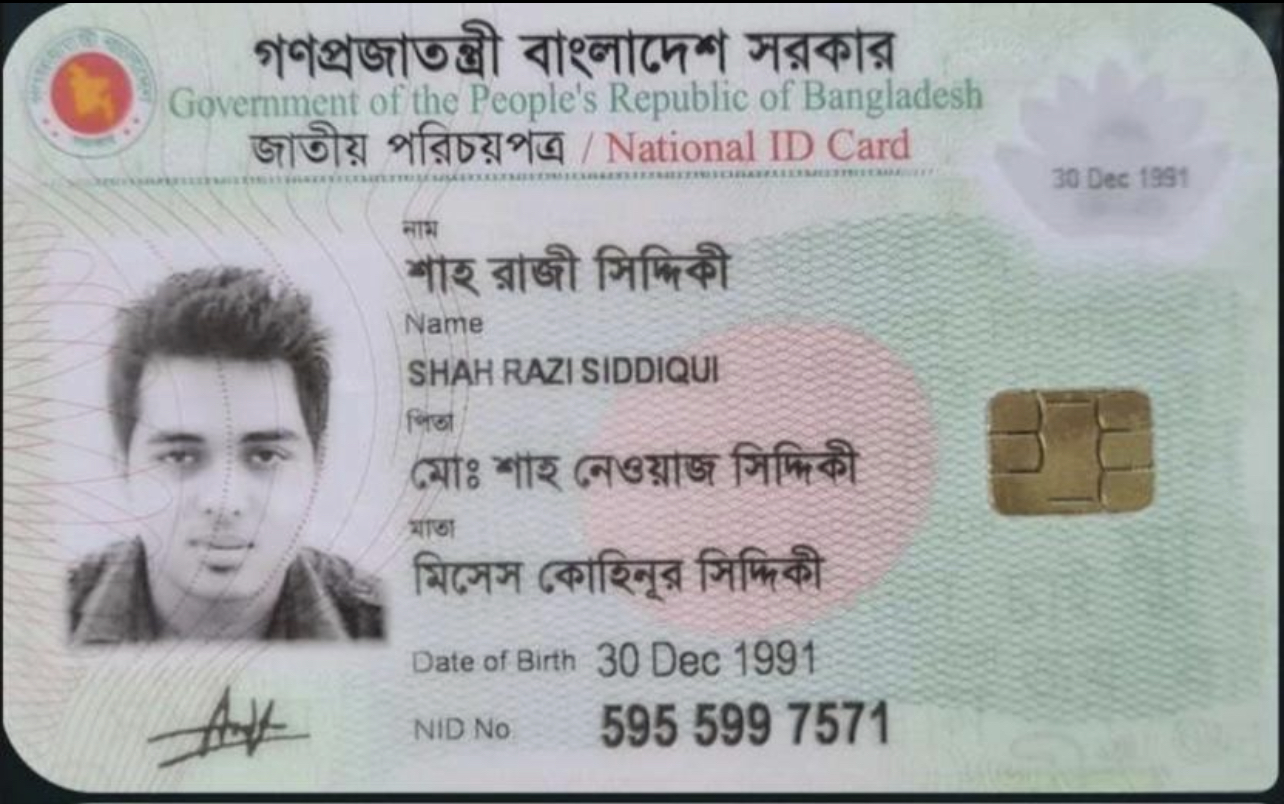 গণপ্রজাতন্ত্রী বাংলাদেশ সরকার
Government of the People's Republic of Bangladesh
জাতীয় পরিচয়পত্র / National ID Card
30 Dec 1991
নাম
শাহ রাজী সিদ্দিকী
Name
SHAH RAZI SIDDIQUI
পিতা
মোঃ শাহ নেওয়াজ সিদ্দিকী
মাতা
মিসেস কোহিনূর সিদ্দিকী
Date of Birth 30 Dec 1991
NID No 595 599 7571